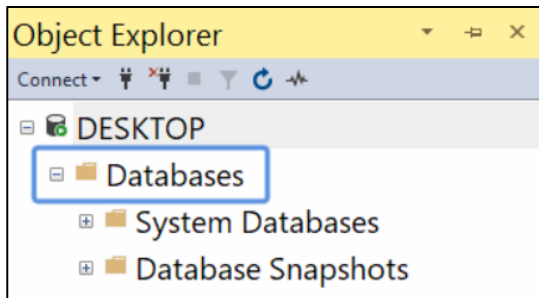 Object Explorer
Connect
DESKTOP
Databases
System Databases
Database Snapshots